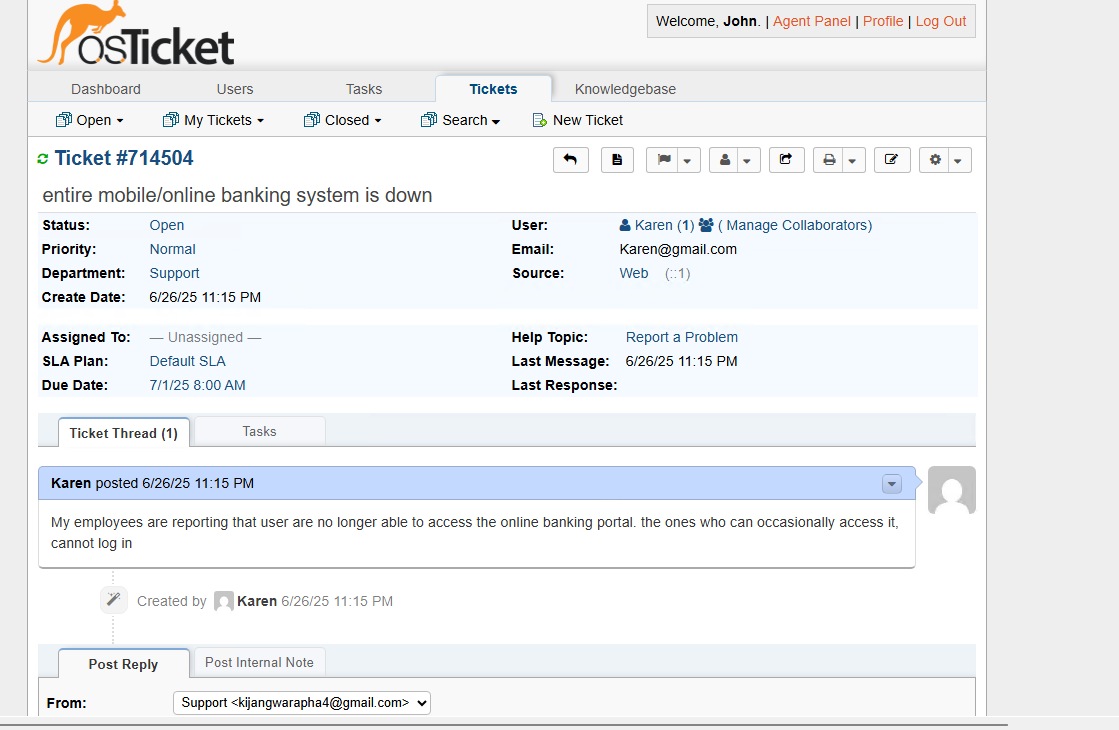 osTicket
Welcome, John. | Agent Panel | Profile | Log Out
Dashboard Users Tasks Tickets Knowledgebase
Open My Tickets Closed Search New Ticket
Ticket #714504
entire mobile/online banking system is down
Status: Open User: Karen (1) ( Manage Collaborators)
Priority: Normal Email: Karen@gmail.com
Department: Support Source: Web (::1)
Create Date: 6/26/25 11:15 PM
Assigned To: — Unassigned — Help Topic: Report a Problem
SLA Plan: Default SLA Last Message: 6/26/25 11:15 PM
Due Date: 7/1/25 8:00 AM Last Response:
Ticket Thread (1) Tasks
Karen posted 6/26/25 11:15 PM
My employees are reporting that user are no longer able to access the online banking portal. the ones who can occasionally access it,
cannot log in
Created by Karen 6/26/25 11:15 PM
Post Reply Post Internal Note
From: Support <kijangwarapha4@gmail.com>